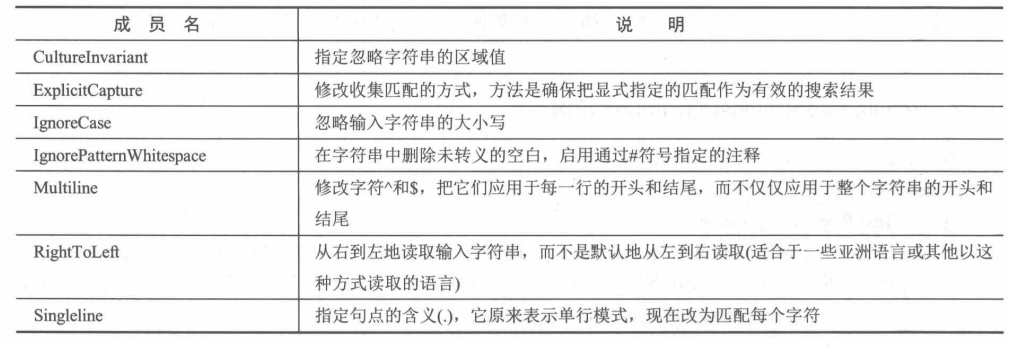 成 员 名 说 明
CultureInvariant 指定忽略字符串的区域值
ExplicitCapture 修改收集匹配的方式，方法是确保把显式指定的匹配作为有效的搜索结果
IgnoreCase 忽略输入字符串的大小写
IgnorePatternWhitespace 在字符串中删除未转义的空白，启用通过#符号指定的注释
Multiline 修改字符^和$，把它们应用于每一行的开头和结尾，而不仅仅应用于整个字符串的开头和
结尾
RightToLeft 从右到左地读取输入字符串，而不是默认地从左到右读取(适合于一些亚洲语言或其他以这
种方式读取的语言)
Singleline 指定句点的含义(.)，它原来表示单行模式，现在改为匹配每个字符